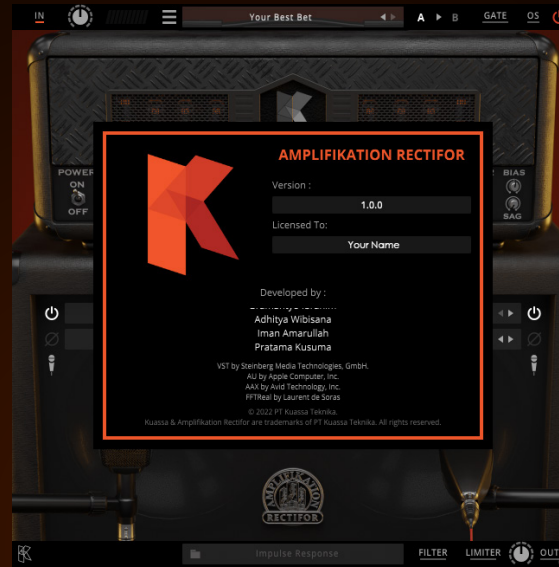 IN
Your Best Bet
A
B
GATE
OS
AMPLIFIKATION RECTIFOR
Version :
1.0.0
Licensed To:
Your Name
POWER
ON
OFF
BIAS
SAG
Developed by :
Adhitya Wibisana
Iman Amarullah
Pratama Kusuma
VST by Steinberg Media Technologies, GmbH.
AU by Apple Computer, Inc.
AAX by Avid Technology, Inc.
FFTReal by Laurent de Soras
© 2022 PT Kuassa Teknika.
Kuassa & Amplifikation Rectifor are trademarks of PT Kuassa Teknika. All rights reserved.
AMPLIFIKATION
RECTIFOR
Impulse Response
FILTER
LIMITER
OUT